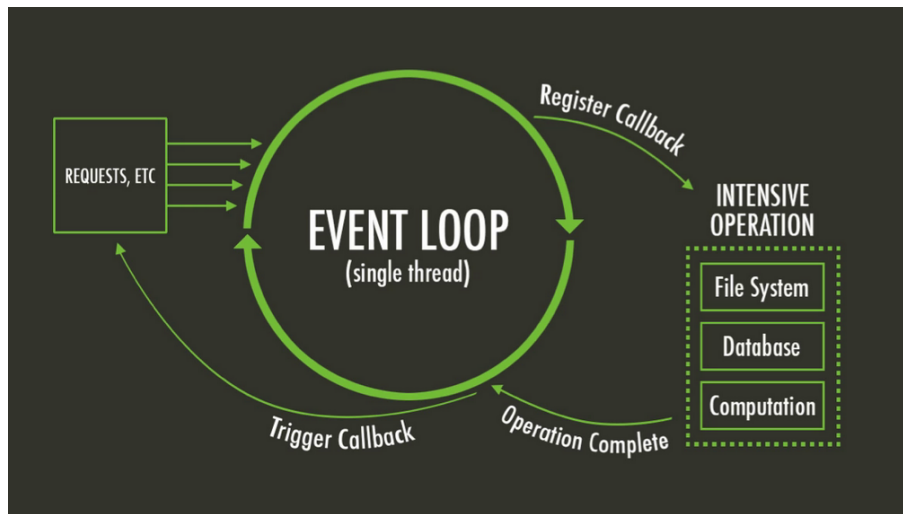 REQUESTS, ETC
EVENT LOOP
(single thread)
Register Callback
INTENSIVE
OPERATION
File System
Database
Computation
Operation Complete
Trigger Callback